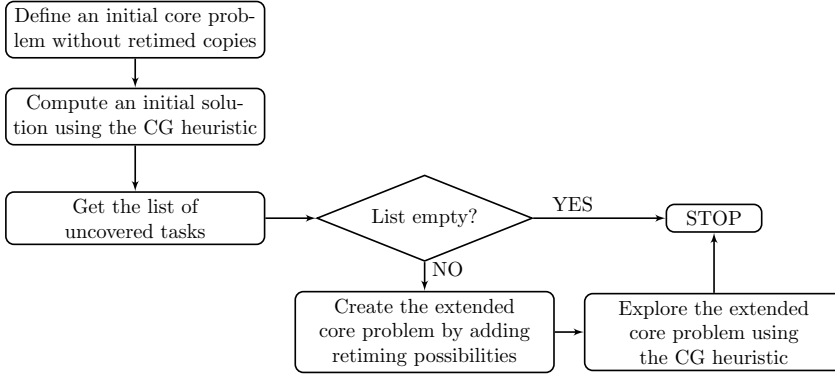 Define an initial core prob-
lem without retimed copies
Compute an initial solu-
tion using the CG heuristic
Get the list of
uncovered tasks
List empty?
YES
STOP
NO
Create the extended
core problem by adding
retiming possibilities
Explore the extended
core problem using
the CG heuristic